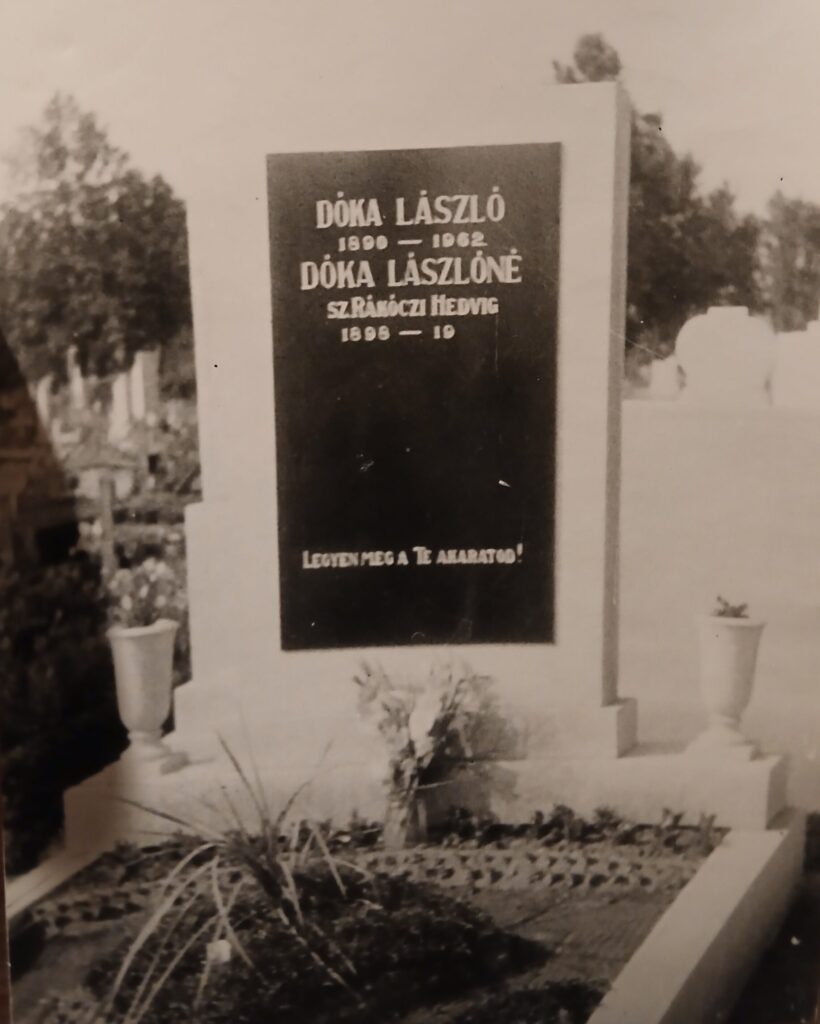 DÓKA LÁSZLÓ
1890 — 1962
DÓKA LÁSZLÓNÉ
SZ. RÁKÓCZI HEDVIG
1898 — 19
LEGYEN MEG A TE AKARATOD!